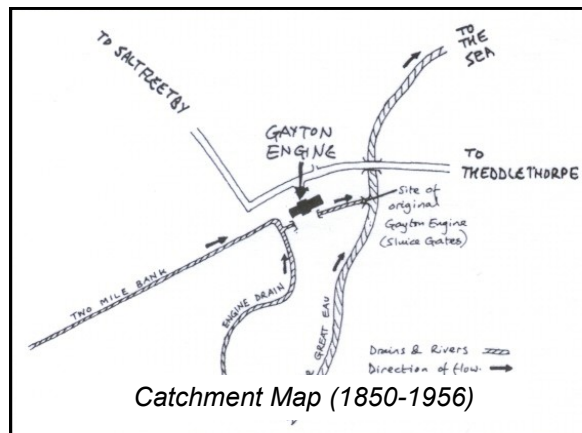 TO SALTFLEETBY
TO
THE
SEA
GAYTON
ENGINE
TO
THEDDLETHORPE
Site of
original
Gayton Engine
(Sluice Gates)
TWO MILE BANK
ENGINE DRAIN
GREAT EAU
Drains & Rivers
Direction of flow.
Catchment Map (1850-1956)